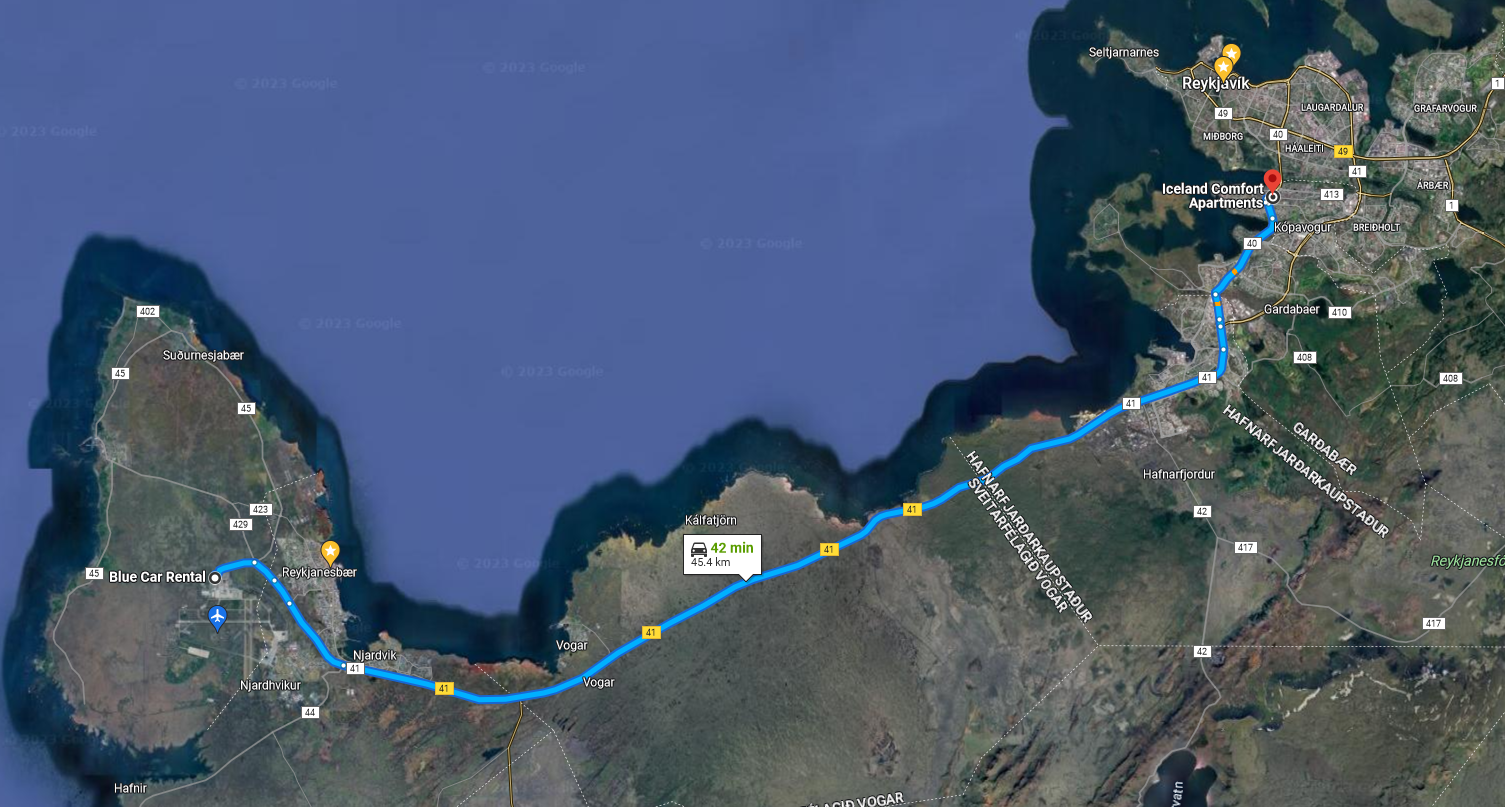 © 2023 Google
Seltjarnarnes
© 2023 Google
Reykjavík
© 2023 Google
1
LAUGARDALUR
GRAFARVOGUR
49
© 2023 Google
MIÐBORG
40
HÁALEITI
49
41
Iceland Comfort
Apartments
413
ÁRBÆR
1
Kópavogur
BREIÐHOLT
© 2023 Google
40
402
Gardabaer
410
© 2023 Google
Suðurnesjabær
408
45
© 2023 Google
41
408
45
41
HAFNARFJARÐARKAUPSTAÐUR
GARÐABÆR
HAFNARFJARÐARKAUPSTAÐUR
SVEITARFÉLAGIÐ VOGAR
© 2023 Google
Hafnarfjordur
423
41
42
429
Kálfatjörn
42 min
45.4 km
41
417
© 2023 Google
Reykjanesfó
45
Blue Car Rental
Reykjanesbær
417
41
Vogar
42
Njardvik
41
Njardhvikur
41
Vogar
44
Hafnir
LAGIÐ VOGAR
vatn